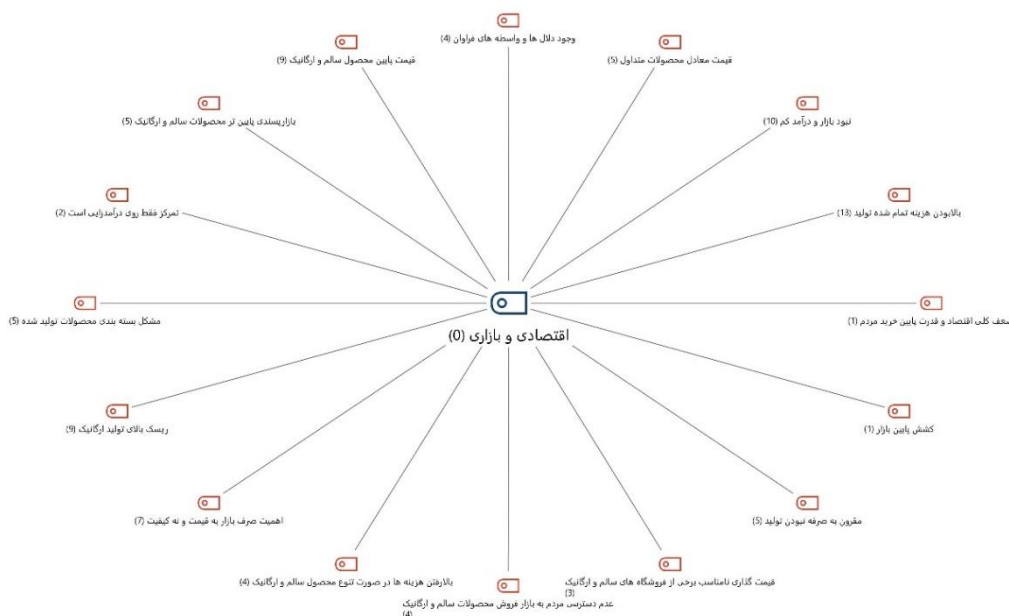 وجود دلال ها و واسطه های فراوان (4)
قیمت معادل محصولات متداول (5)
قیمت پایین محصول سالم و ارگانیک (9)
نبود بازار و درآمد کم (10)
بازارپسندی پایین تر محصولات سالم و ارگانیک (5)
بالابودن هزینه تمام شده تولید (13)
تمرکز فقط روی درآمدزایی است (2)
ضعف کلی اقتصاد و قدرت پایین خرید مردم (1)
مشکل بسته بندی محصولات تولید شده (5)
اقتصادی و بازاری (0)
کشش پایین بازار (1)
ریسک بالای تولید ارگانیک (9)
مقرون به صرفه نبودن تولید (5)
اهمیت صرف بازار به قیمت و نه کیفیت (7)
قیمت گذاری نامناسب برخی از فروشگاه های سالم و ارگانیک
(3)
بالارفتن هزینه ها در صورت تنوع محصول سالم و ارگانیک (4)
عدم دسترسی مردم به بازار فروش محصولات سالم و ارگانیک
(4)